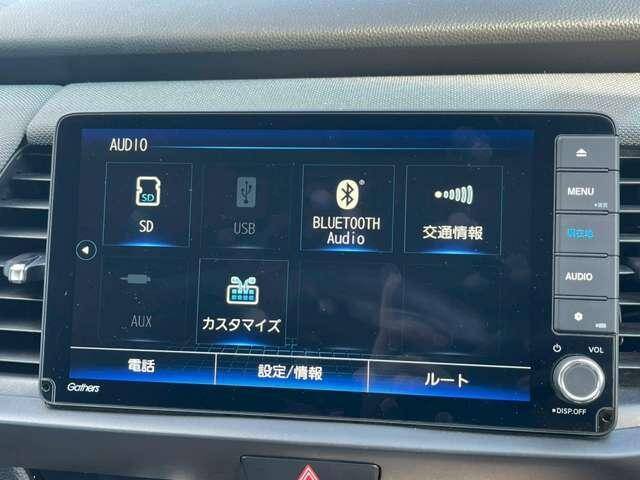 AUDIO
SD
SD
USB
BLUETOOTH
Audio
交通情報
AUX
カスタマイズ
電話
設定/情報
ルート
Gathers
MENU
現在地
AUDIO
VOL
DISP.OFF